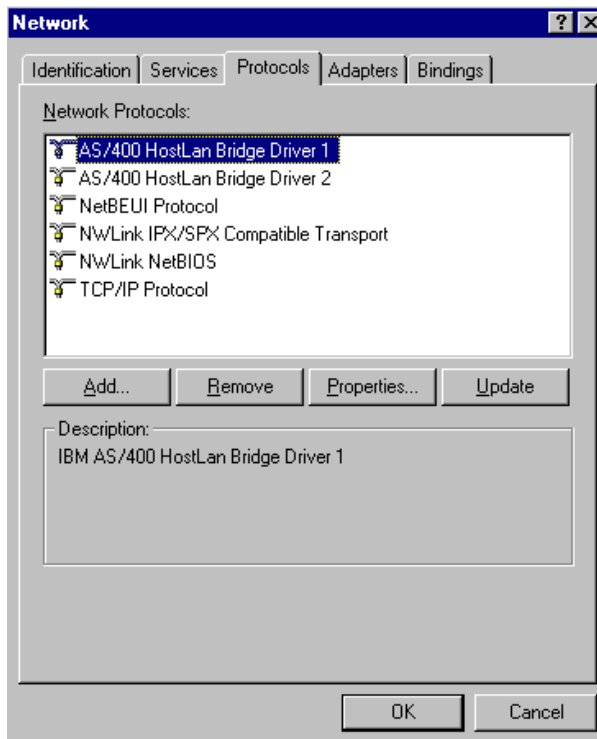 Network
Identification Services Protocols Adapters Bindings
Network Protocols:
AS/400 HostLan Bridge Driver 1
AS/400 HostLan Bridge Driver 2
NetBEUI Protocol
NWLink IPX/SPX Compatible Transport
NWLink NetBIOS
TCP/IP Protocol
Add... Remove Properties... Update
Description:
IBM AS/400 HostLan Bridge Driver 1
OK Cancel